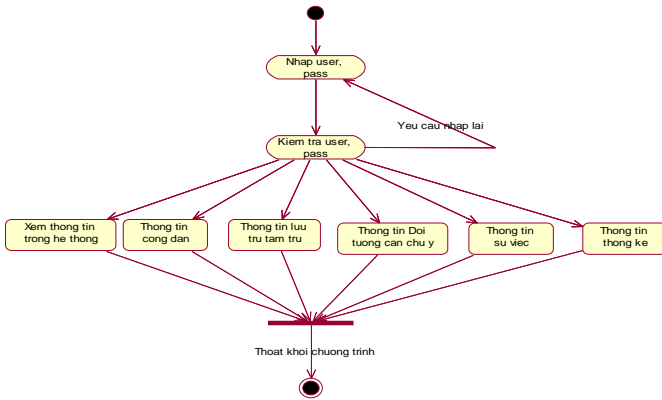 Nhap user,
pass
Yeu cau nhap lai
Kiem tra user,
pass
Xem thong tin
trong he thong
Thong tin
cong dan
Thong tin luu
tru tam tru
Thong tin Doi
tuong can chu y
Thong tin
su viec
Thong tin
thong ke
Thoat khoi chuong trinh